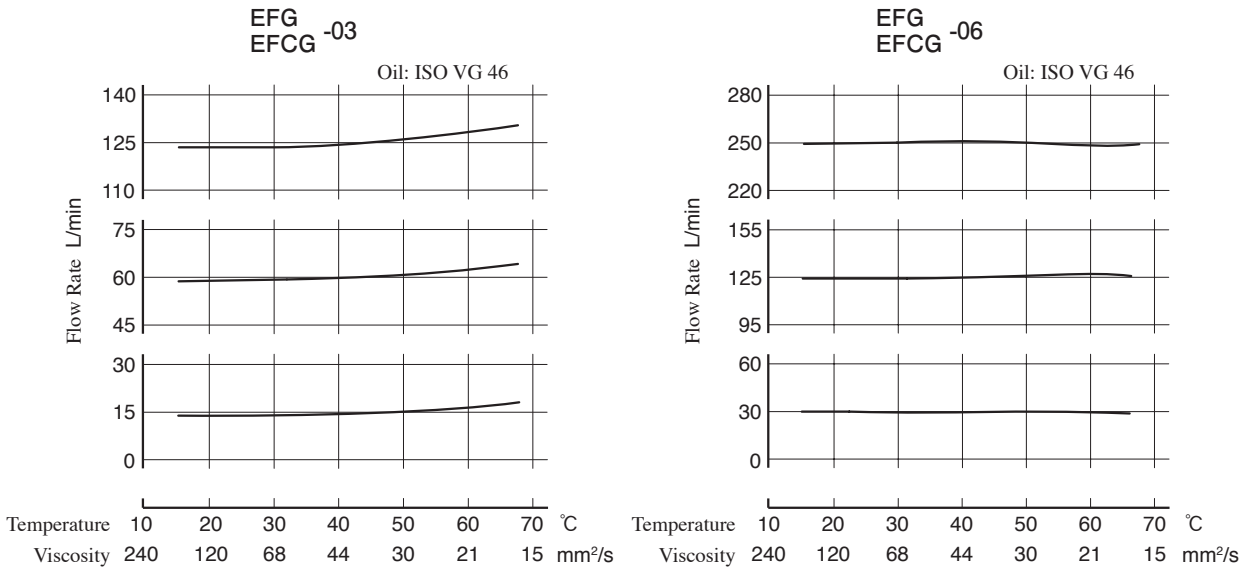 EFG
EFCG -03
Oil: ISO VG 46
140
125
110
75
60
45
30
15
0
Flow Rate L/min
Temperature 10 20 30 40 50 60 70 ℃
Viscosity 240 120 68 44 30 21 15 mm²/s
EFG
EFCG -06
Oil: ISO VG 46
280
250
220
155
125
95
60
30
0
Flow Rate L/min
Temperature 10 20 30 40 50 60 70 ℃
Viscosity 240 120 68 44 30 21 15 mm²/s